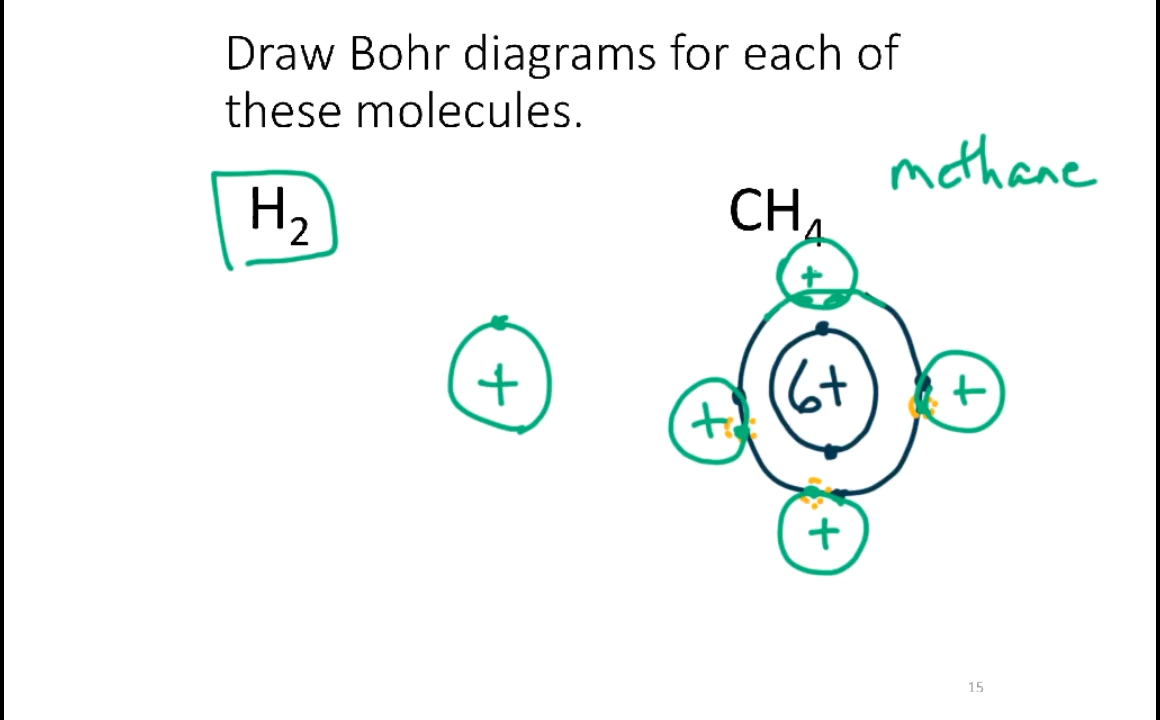 Draw Bohr diagrams for each of
these molecules.
methane
H₂
CH₄
+
+
6+
+
+
+
15